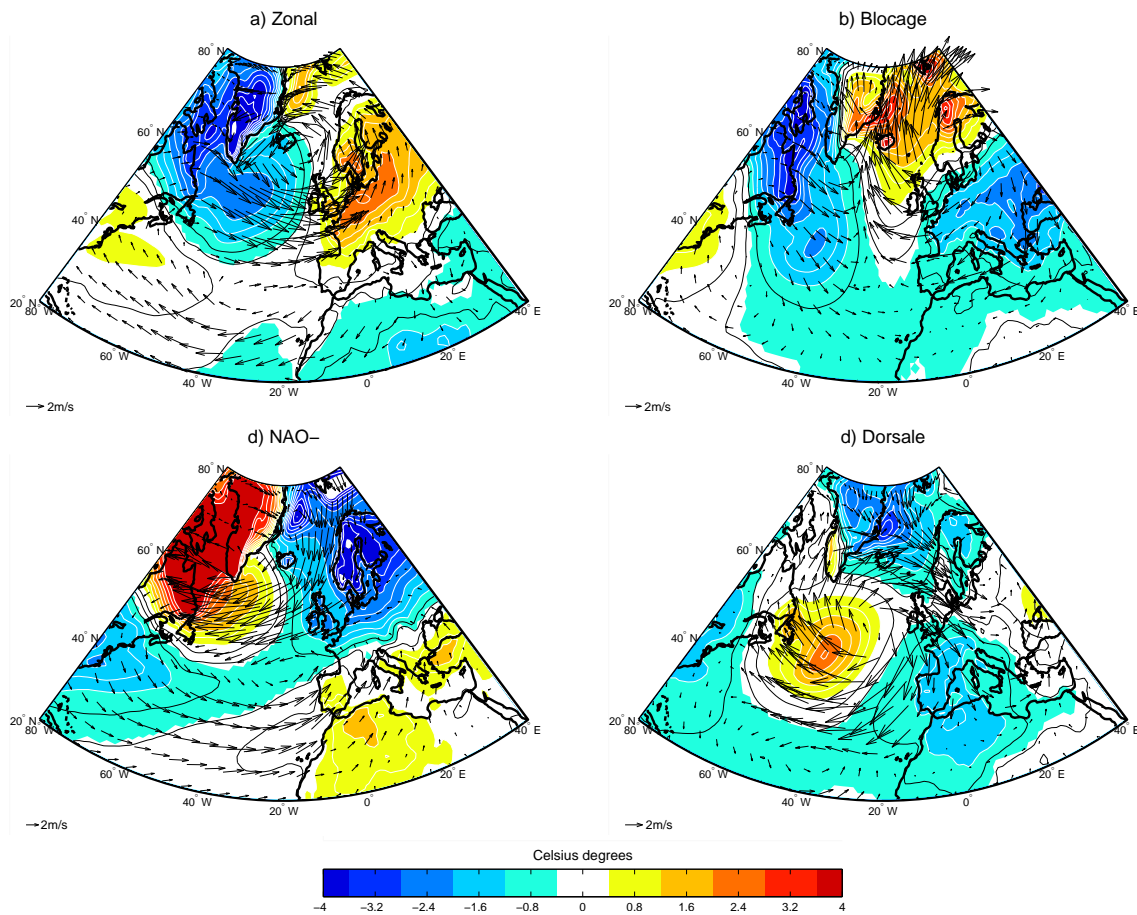 a) Zonal
b) Blocage
80° N
60° N
40° N
20° N
80° W
60° W
40° W
20° W
0°
20° E
40° E
2m/s
80° N
60° N
40° N
20° N
80° W
60° W
40° W
20° W
0°
20° E
40° E
2m/s
d) NAO−
d) Dorsale
80° N
60° N
40° N
20° N
80° W
60° W
40° W
20° W
0°
20° E
40° E
2m/s
80° N
60° N
40° N
20° N
80° W
60° W
40° W
20° W
0°
20° E
40° E
2m/s
Celsius degrees
−4 −3.2 −2.4 −1.6 −0.8 0 0.8 1.6 2.4 3.2 4